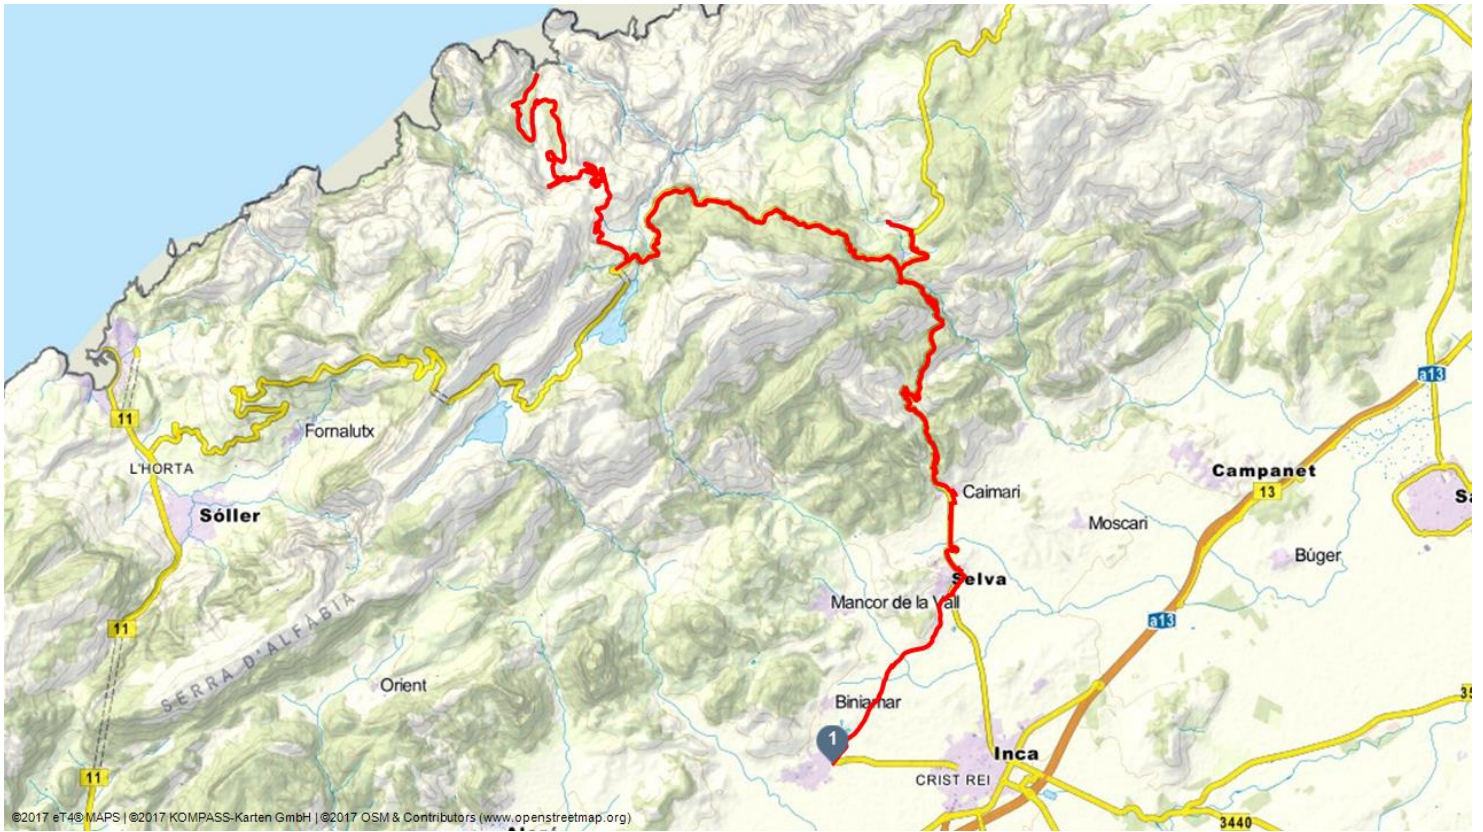 a13
11
Fornalutx
L'HORTA
Campanet
13
Caimari
Sóller
Moscari
Búger
Selva
Mancor de la Vall
a13
11
SERRA D'ALFÀBIA
Orient
Biniamar
1
Inca
11
CRIST REI
3440
©2017 eT4® MAPS | ©2017 KOMPASS-Karten GmbH | ©2017 OSM & Contributors (www.openstreetmap.org)